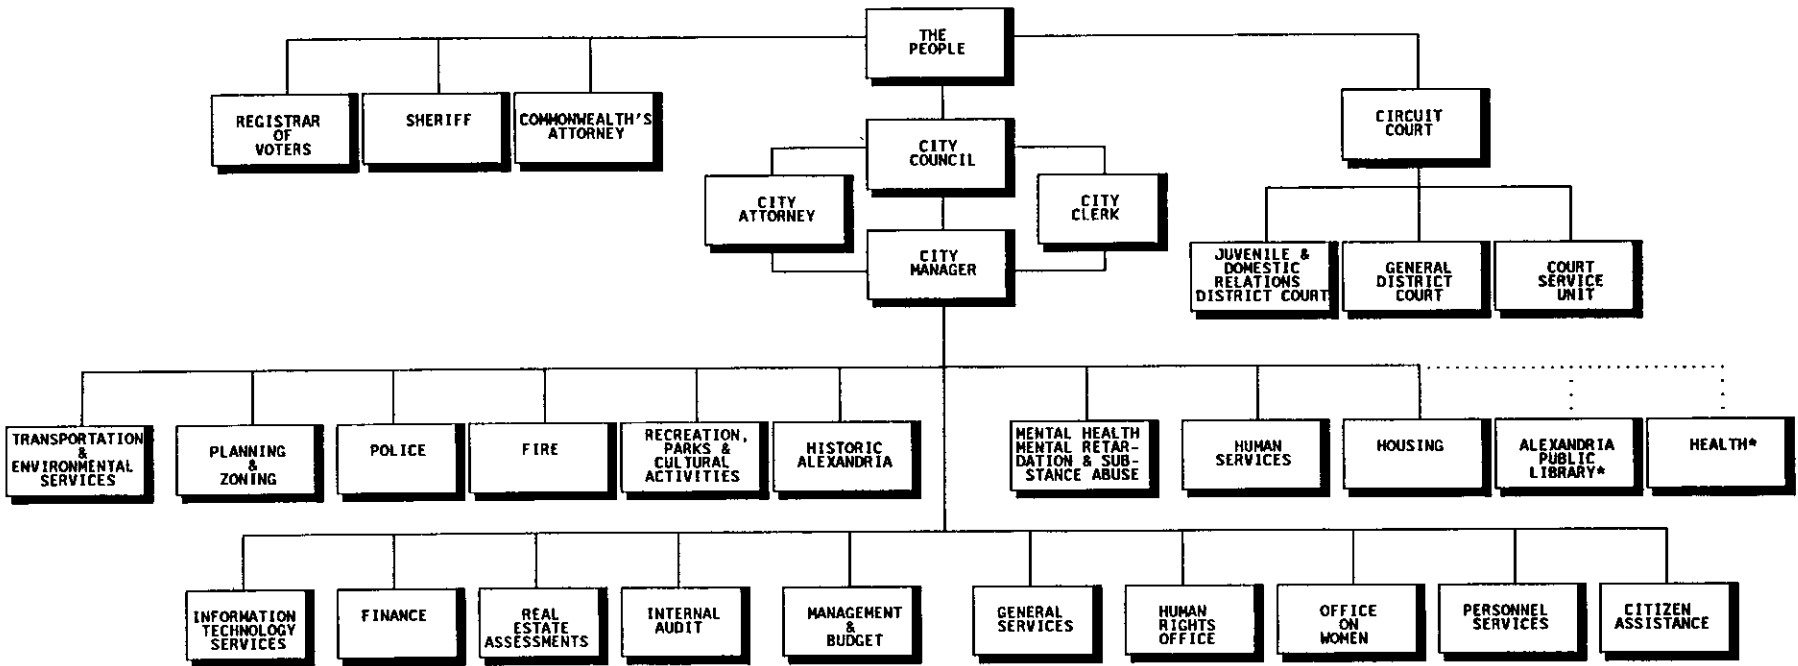 THE
PEOPLE
REGISTRAR
OF
VOTERS
SHERIFF
COMMONWEALTH'S
ATTORNEY
CITY
COUNCIL
CIRCUIT
COURT
CITY
ATTORNEY
CITY
CLERK
CITY
MANAGER
JUVENILE &
DOMESTIC
RELATIONS
DISTRICT COURT
GENERAL
DISTRICT
COURT
COURT
SERVICE
UNIT
TRANSPORTATION
&
ENVIRONMENTAL
SERVICES
PLANNING
&
ZONING
POLICE
FIRE
RECREATION,
PARKS &
CULTURAL
ACTIVITIES
HISTORIC
ALEXANDRIA
MENTAL HEALTH
MENTAL RETAR-
DATION & SUB-
STANCE ABUSE
HUMAN
SERVICES
HOUSING
ALEXANDRIA
PUBLIC
LIBRARY*
HEALTH*
INFORMATION
TECHNOLOGY
SERVICES
FINANCE
REAL
ESTATE
ASSESSMENTS
INTERNAL
AUDIT
MANAGEMENT
&
BUDGET
GENERAL
SERVICES
HUMAN
RIGHTS
OFFICE
OFFICE
ON
WOMEN
PERSONNEL
SERVICES
CITIZEN
ASSISTANCE